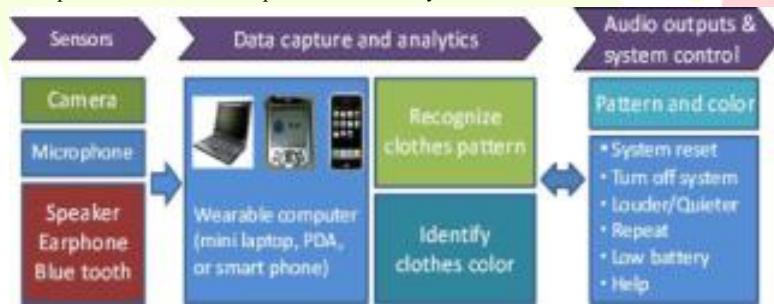 Sensors
Data capture and analytics
Audio outputs &
system control
Camera
Microphone
Speaker
Earphone
Blue tooth
Wearable computer
(mini laptop, PDA,
or smart phone)
Recognize
clothes pattern
Identify
clothes color
Pattern and color
• System reset
• Turn off system
• Louder/Quieter
• Repeat
• Low battery
• Help